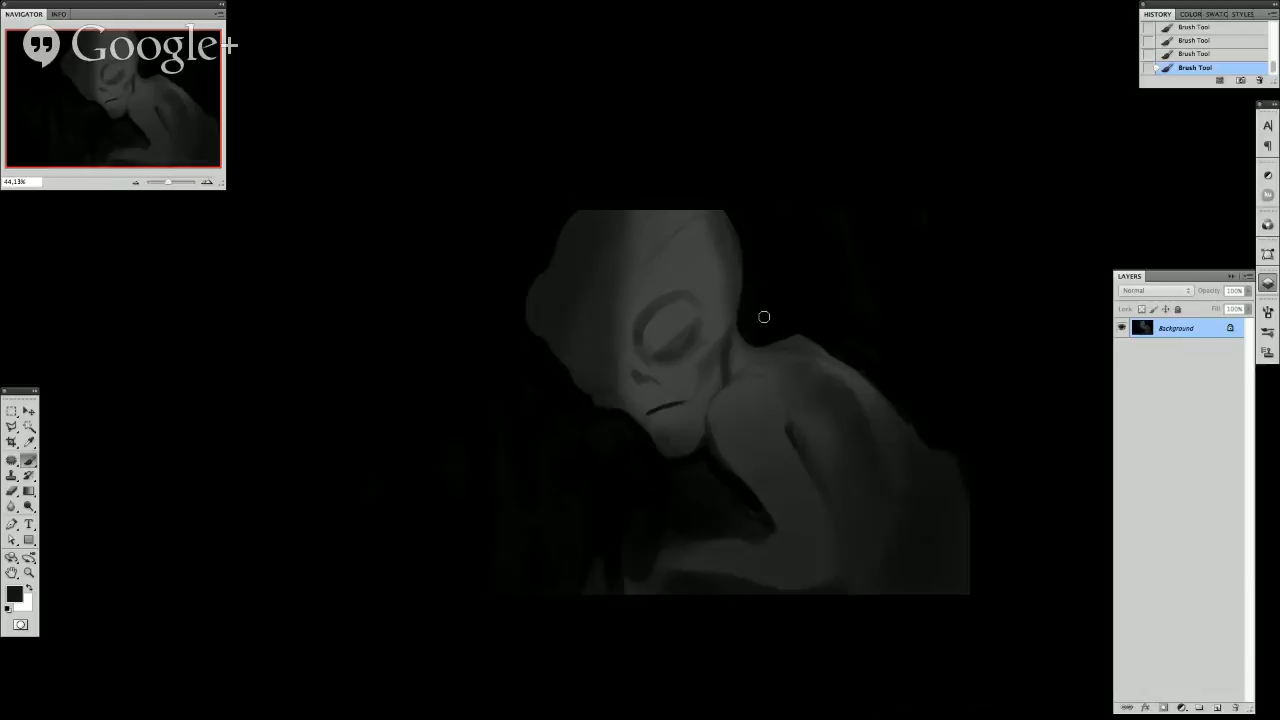 NAVIGATOR INFO
Google+
44,13%
HISTORY COLOR SWATC STYLES
Brush Tool
Brush Tool
Brush Tool
Brush Tool
LAYERS
Normal Opacity: 100%
Lock: Fill: 100%
Background